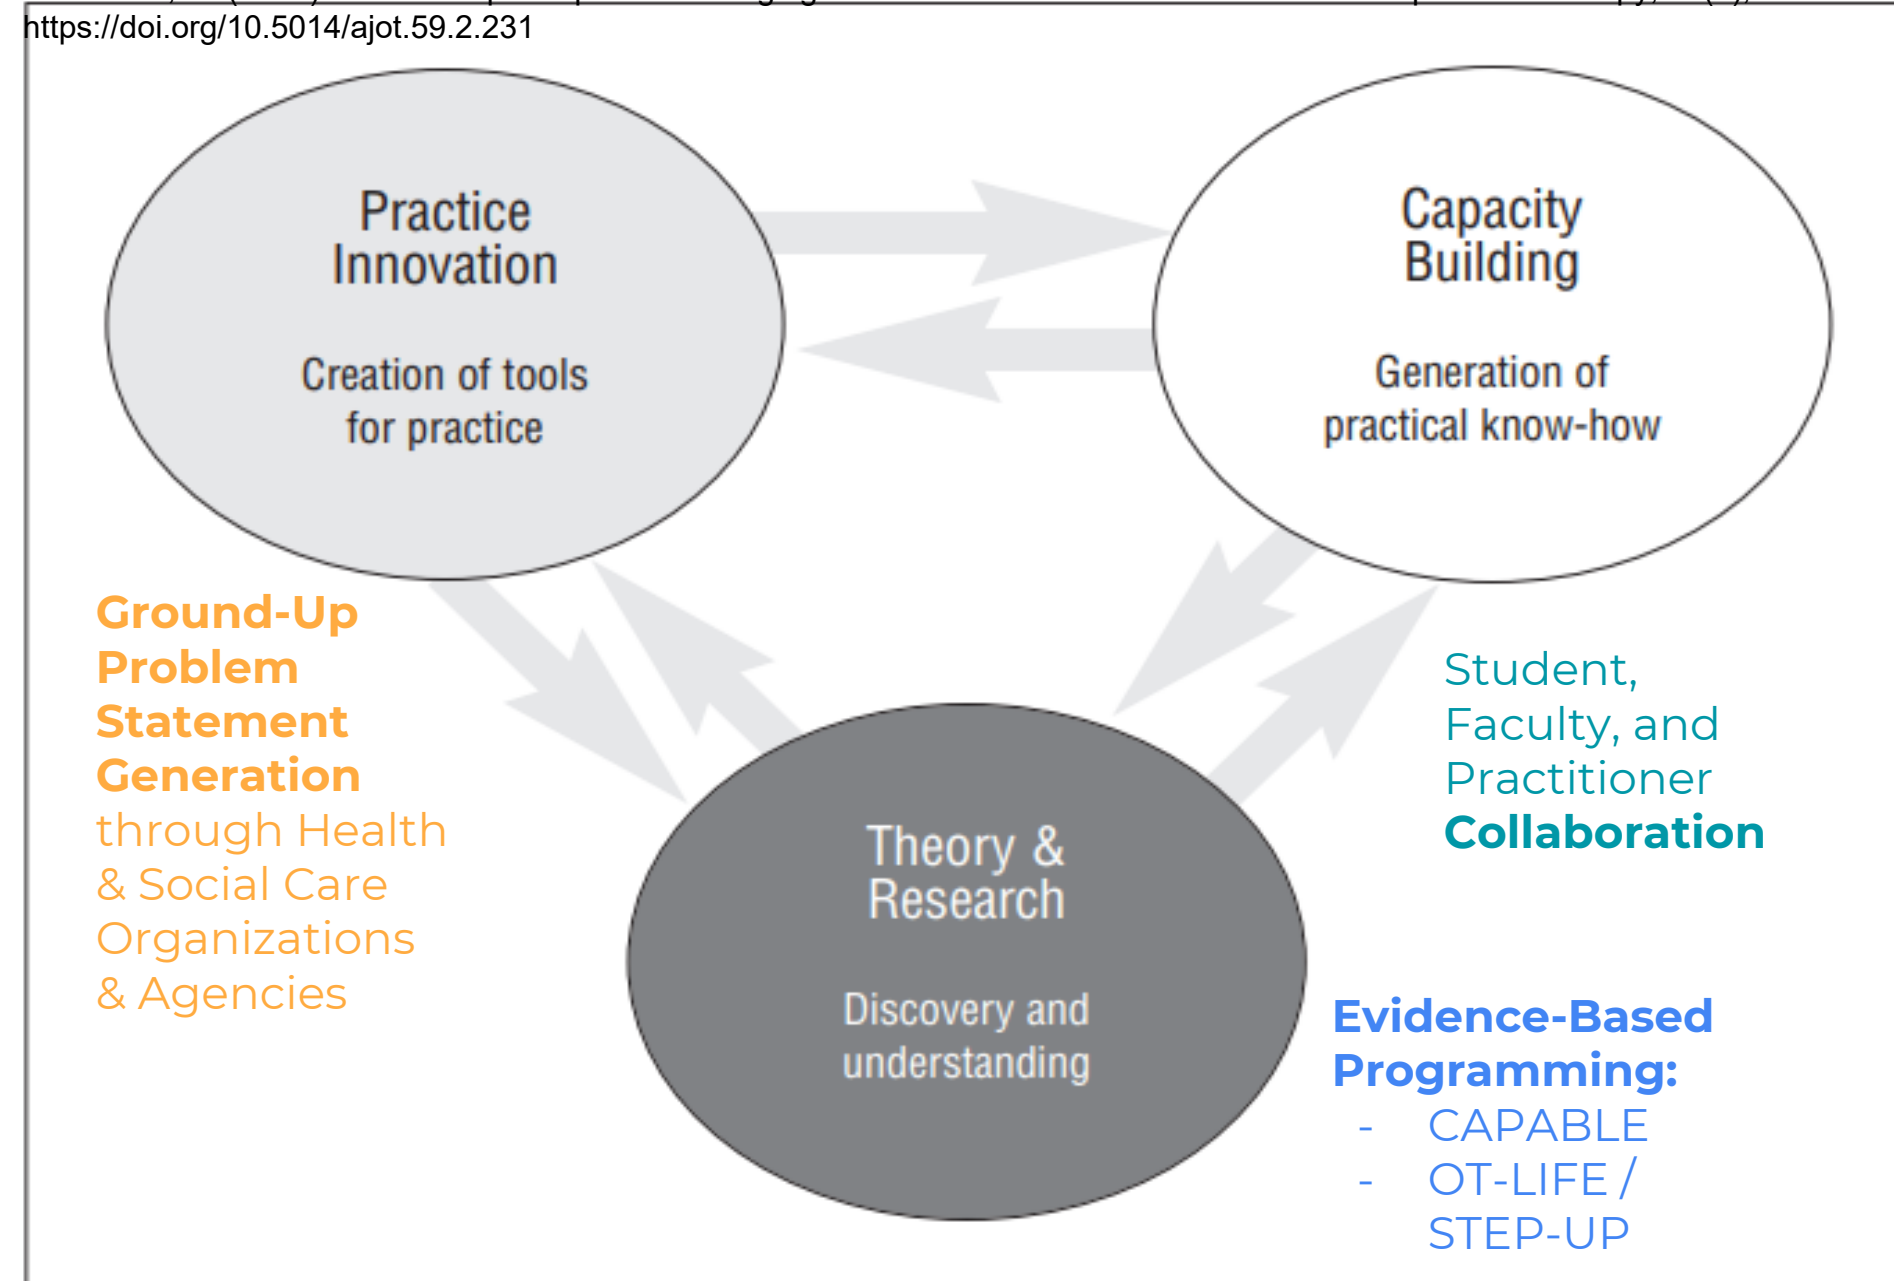 https://doi.org/10.5014/ajot.59.2.231
Practice
Innovation
Creation of tools
for practice
Capacity
Building
Generation of
practical know-how
Ground-Up
Problem
Statement
Generation
through Health
& Social Care
Organizations
& Agencies
Student,
Faculty, and
Practitioner
Collaboration
Theory &
Research
Discovery and
understanding
Evidence-Based
Programming:
- CAPABLE
- OT-LIFE /
STEP-UP